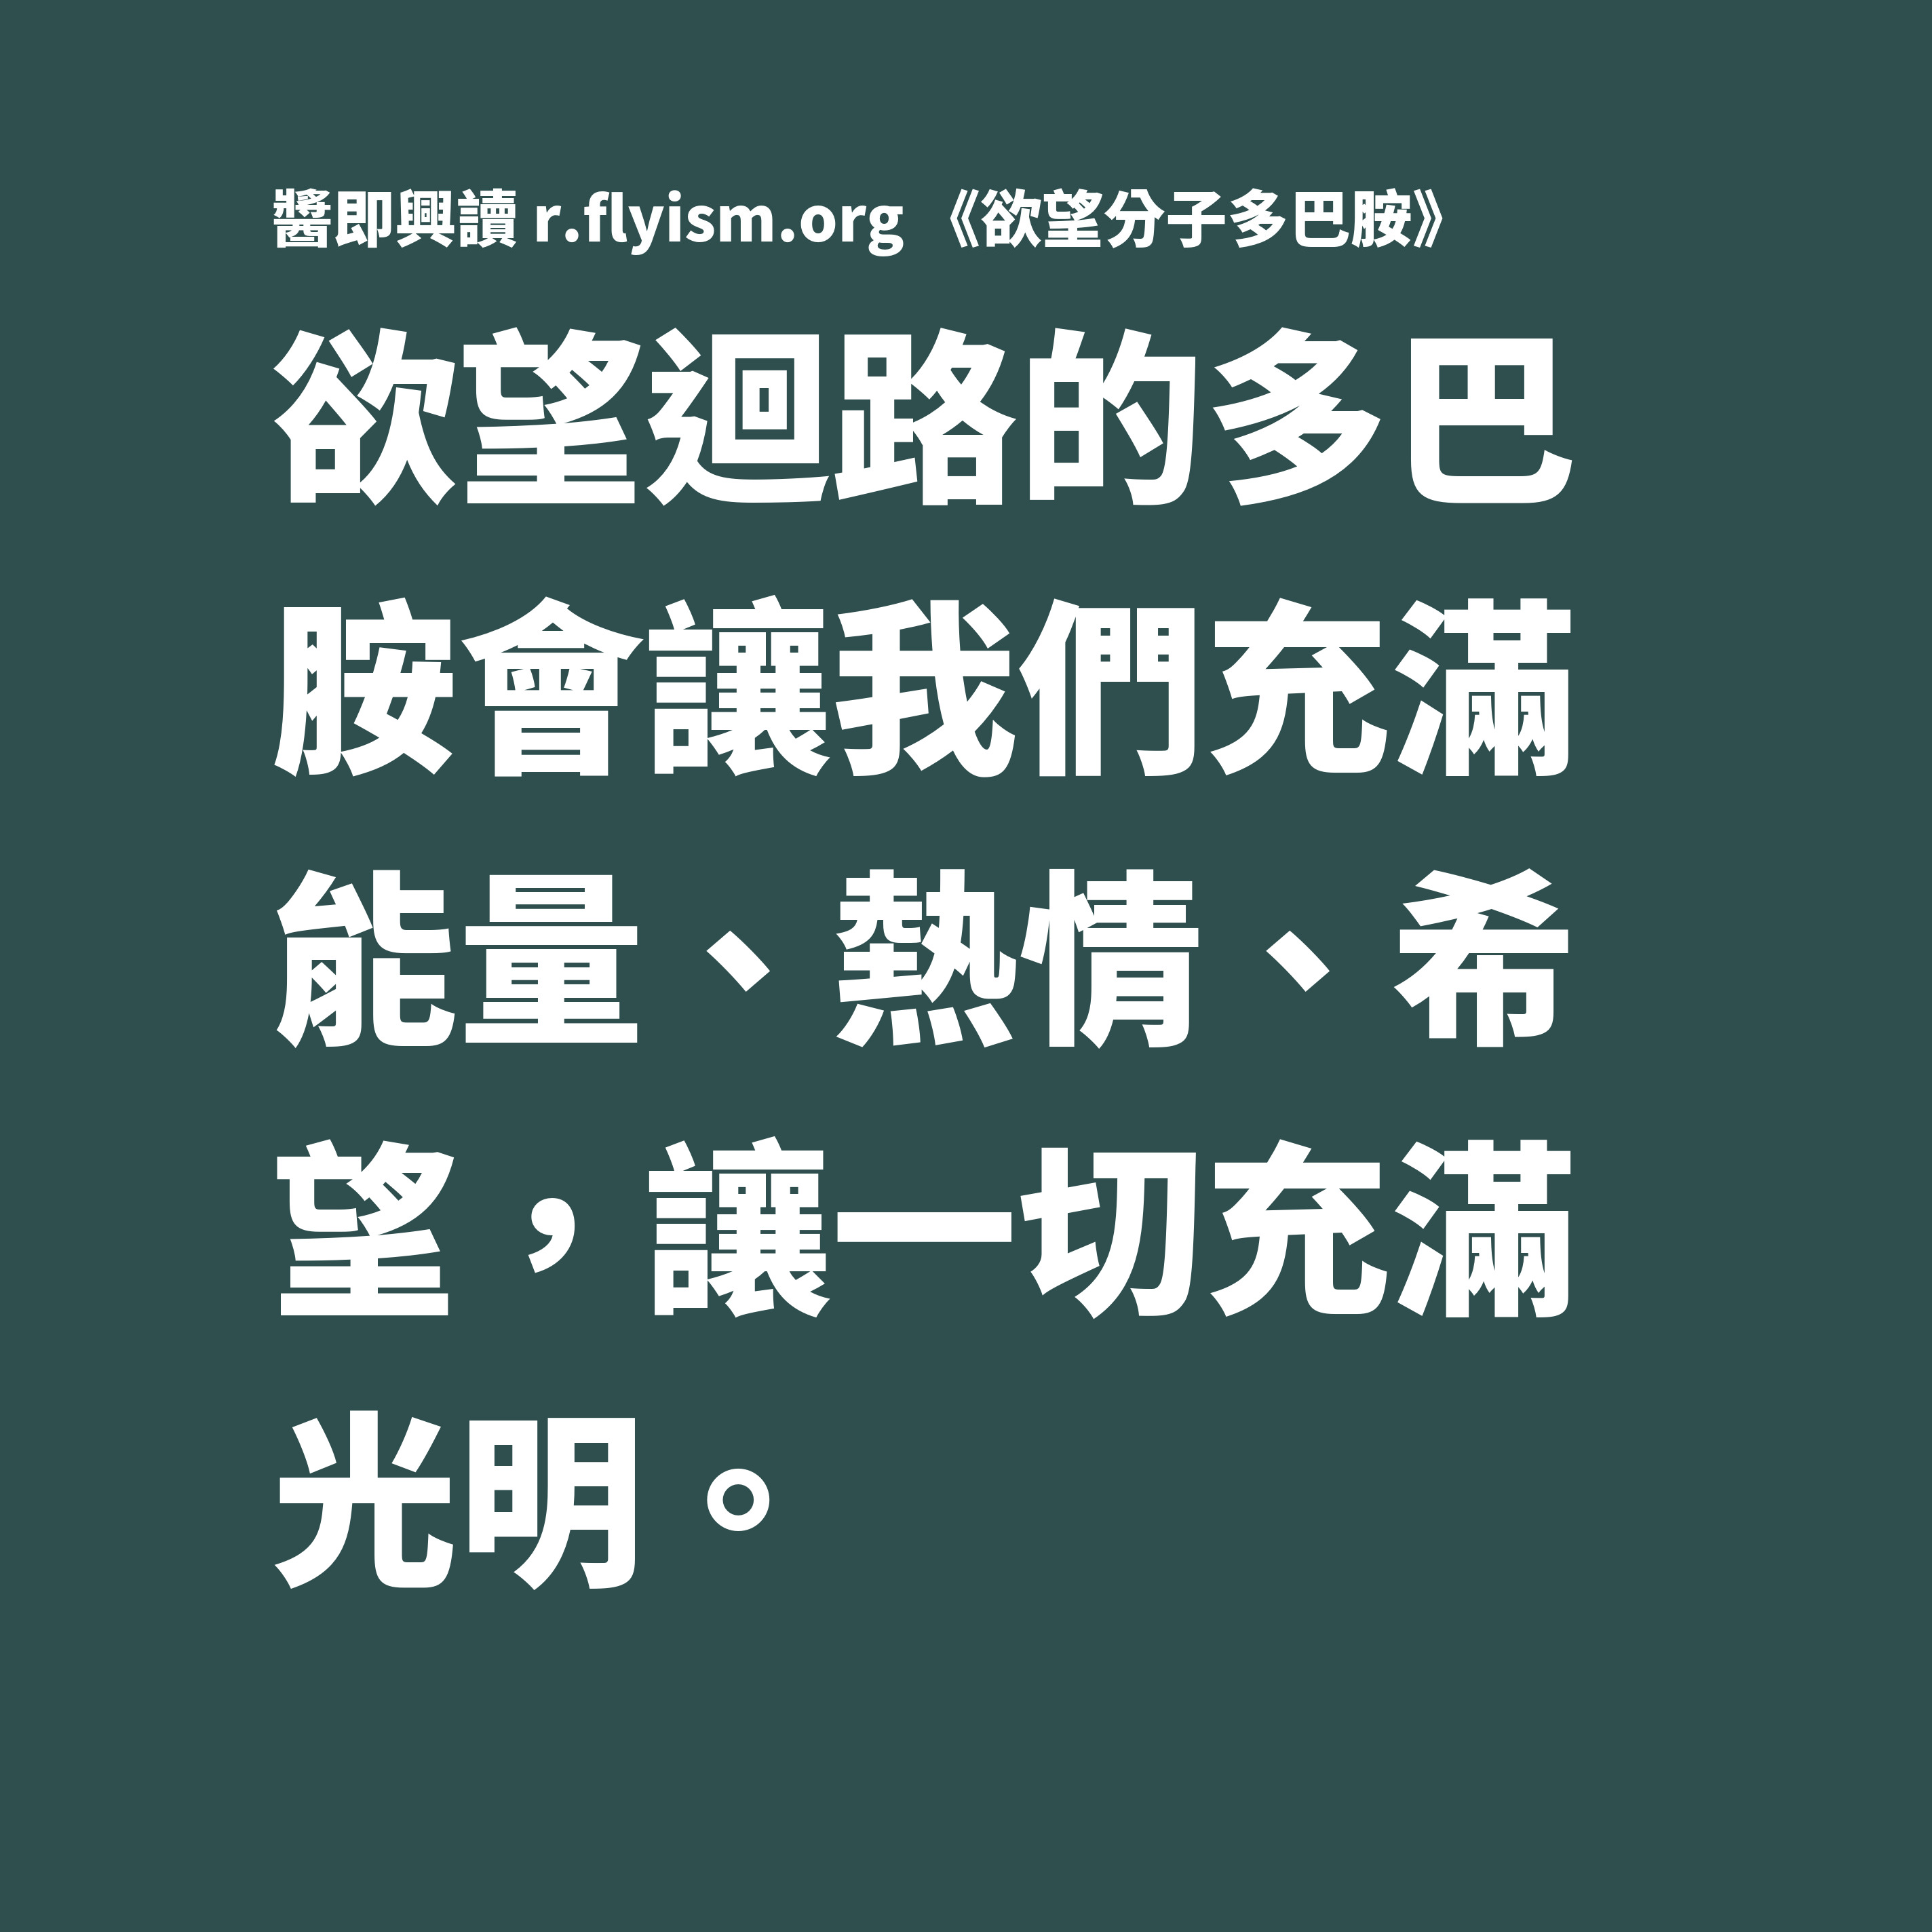 翳即與讀 r.flyism.org 《欲望分子多巴胺》
欲望迴路的多巴
胺會讓我們充滿
能量、熱情、希
望，讓一切充滿
光明。